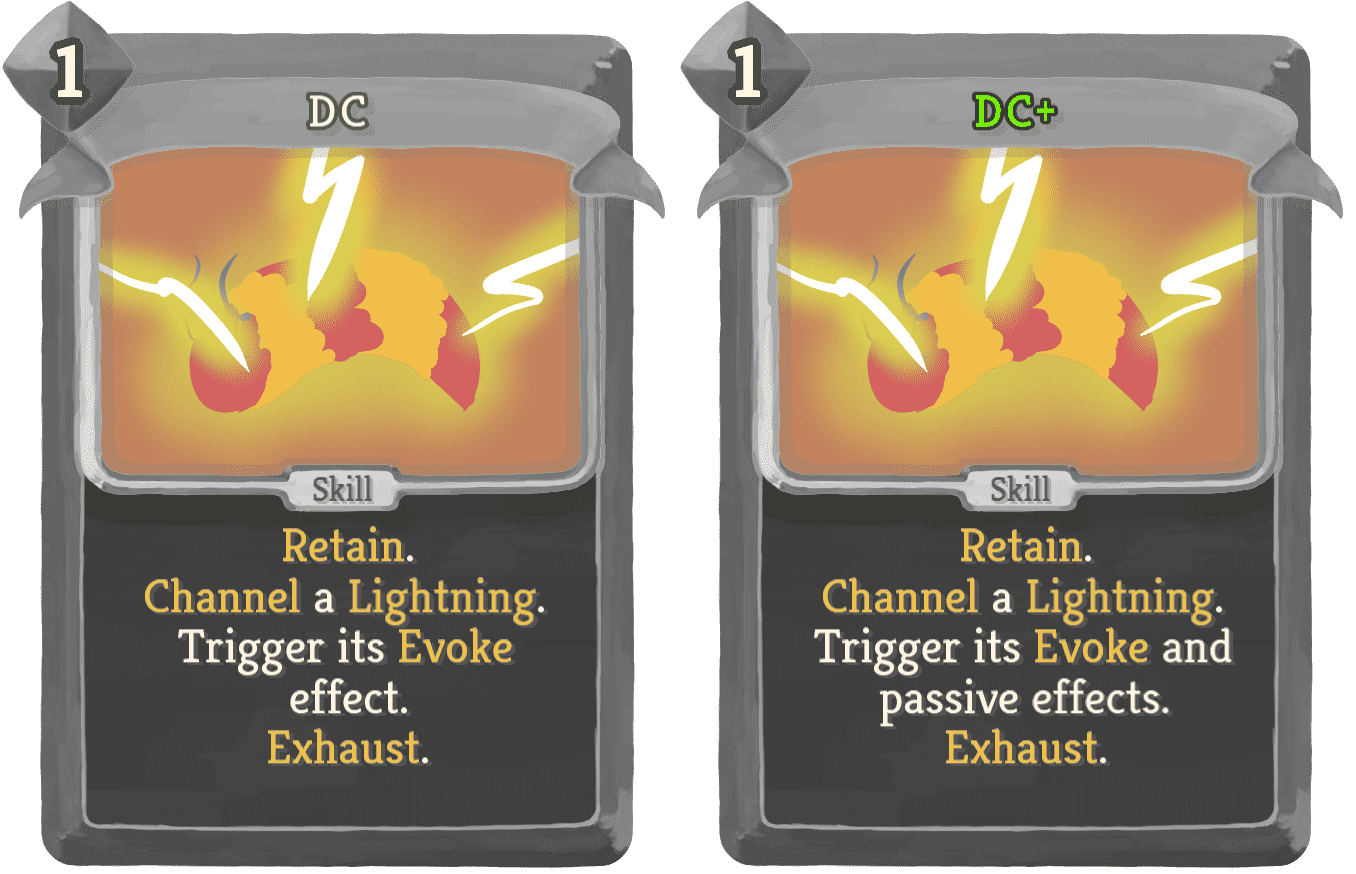 1
DC
Skill
Retain.
Channel a Lightning.
Trigger its Evoke
effect.
Exhaust.
1
DC+
Skill
Retain.
Channel a Lightning.
Trigger its Evoke and
passive effects.
Exhaust.